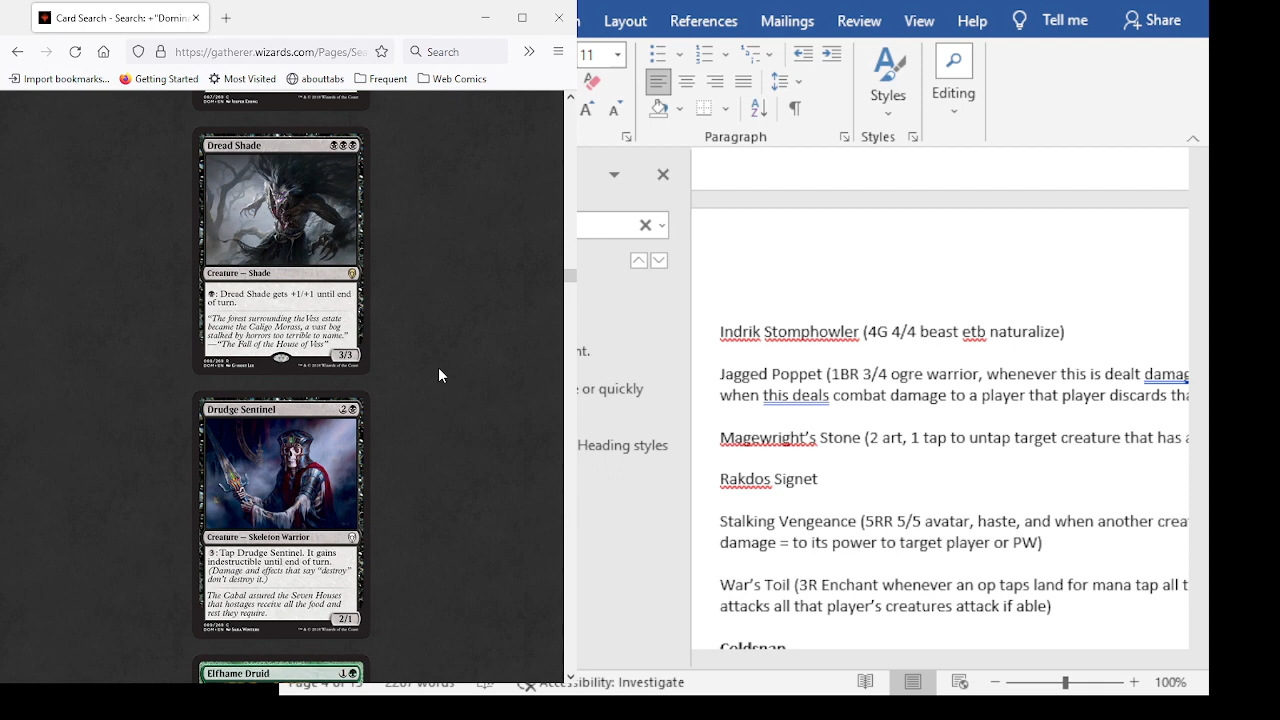 Card Search - Search: +"Domin
https://gatherer.wizards.com/Pages/Sea
Search
Import bookmarks...
Getting Started
Most Visited
abouttabs
Frequent
Web Comics
Dread Shade
Creature — Shade
: Dread Shade gets +1/+1 until end
of turn.
"The forest surrounding the Vess estate
became the Caligo Morass, a vast bog
stalked by horrors too terrible to name."
—"The Fall of the House of Vess"
3/3
Drudge Sentinel
2
Creature — Skeleton Warrior
3: Tap Drudge Sentinel. It gains
indestructible until end of turn.
(Damage and effects that say "destroy"
don't destroy it.)
The Cabal assured the Seven Houses
that hostages receive all the food and
rest they require.
2/1
Elfhame Druid
1
Layout
References
Mailings
Review
View
Help
Tell me
Share
11
Styles
Editing
Paragraph
Styles
nt.
e or quickly
Heading styles
Indrik Stomphowler (4G 4/4 beast etb naturalize)
Jagged Poppet (1BR 3/4 ogre warrior, whenever this is dealt damag
when this deals combat damage to a player that player discards tha
Magewright's Stone (2 art, 1 tap to untap target creature that has a
Rakdos Signet
Stalking Vengeance (5RR 5/5 avatar, haste, and when another crea
damage = to its power to target player or PW)
War's Toil (3R Enchant whenever an op taps land for mana tap all t
attacks all that player's creatures attack if able)
Coldsnap
Page 4 of 15
2267 words
Accessibility: Investigate
100%